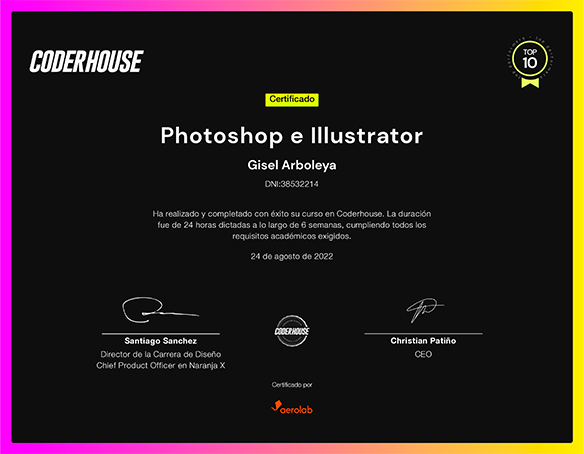 CODERHOUSE
TOP
10
Certificado
Photoshop e Illustrator
Gisel Arboleya
DNI:38532214
Ha realizado y completado con éxito su curso en Coderhouse. La duración
fue de 24 horas dictadas a lo largo de 6 semanas, cumpliendo todos los
requisitos académicos exigidos.
24 de agosto de 2022
Santiago Sanchez
Director de la Carrera de Diseño
Chief Product Officer en Naranja X
CODERHOUSE
Christian Patiño
CEO
Certificado por
aerolab